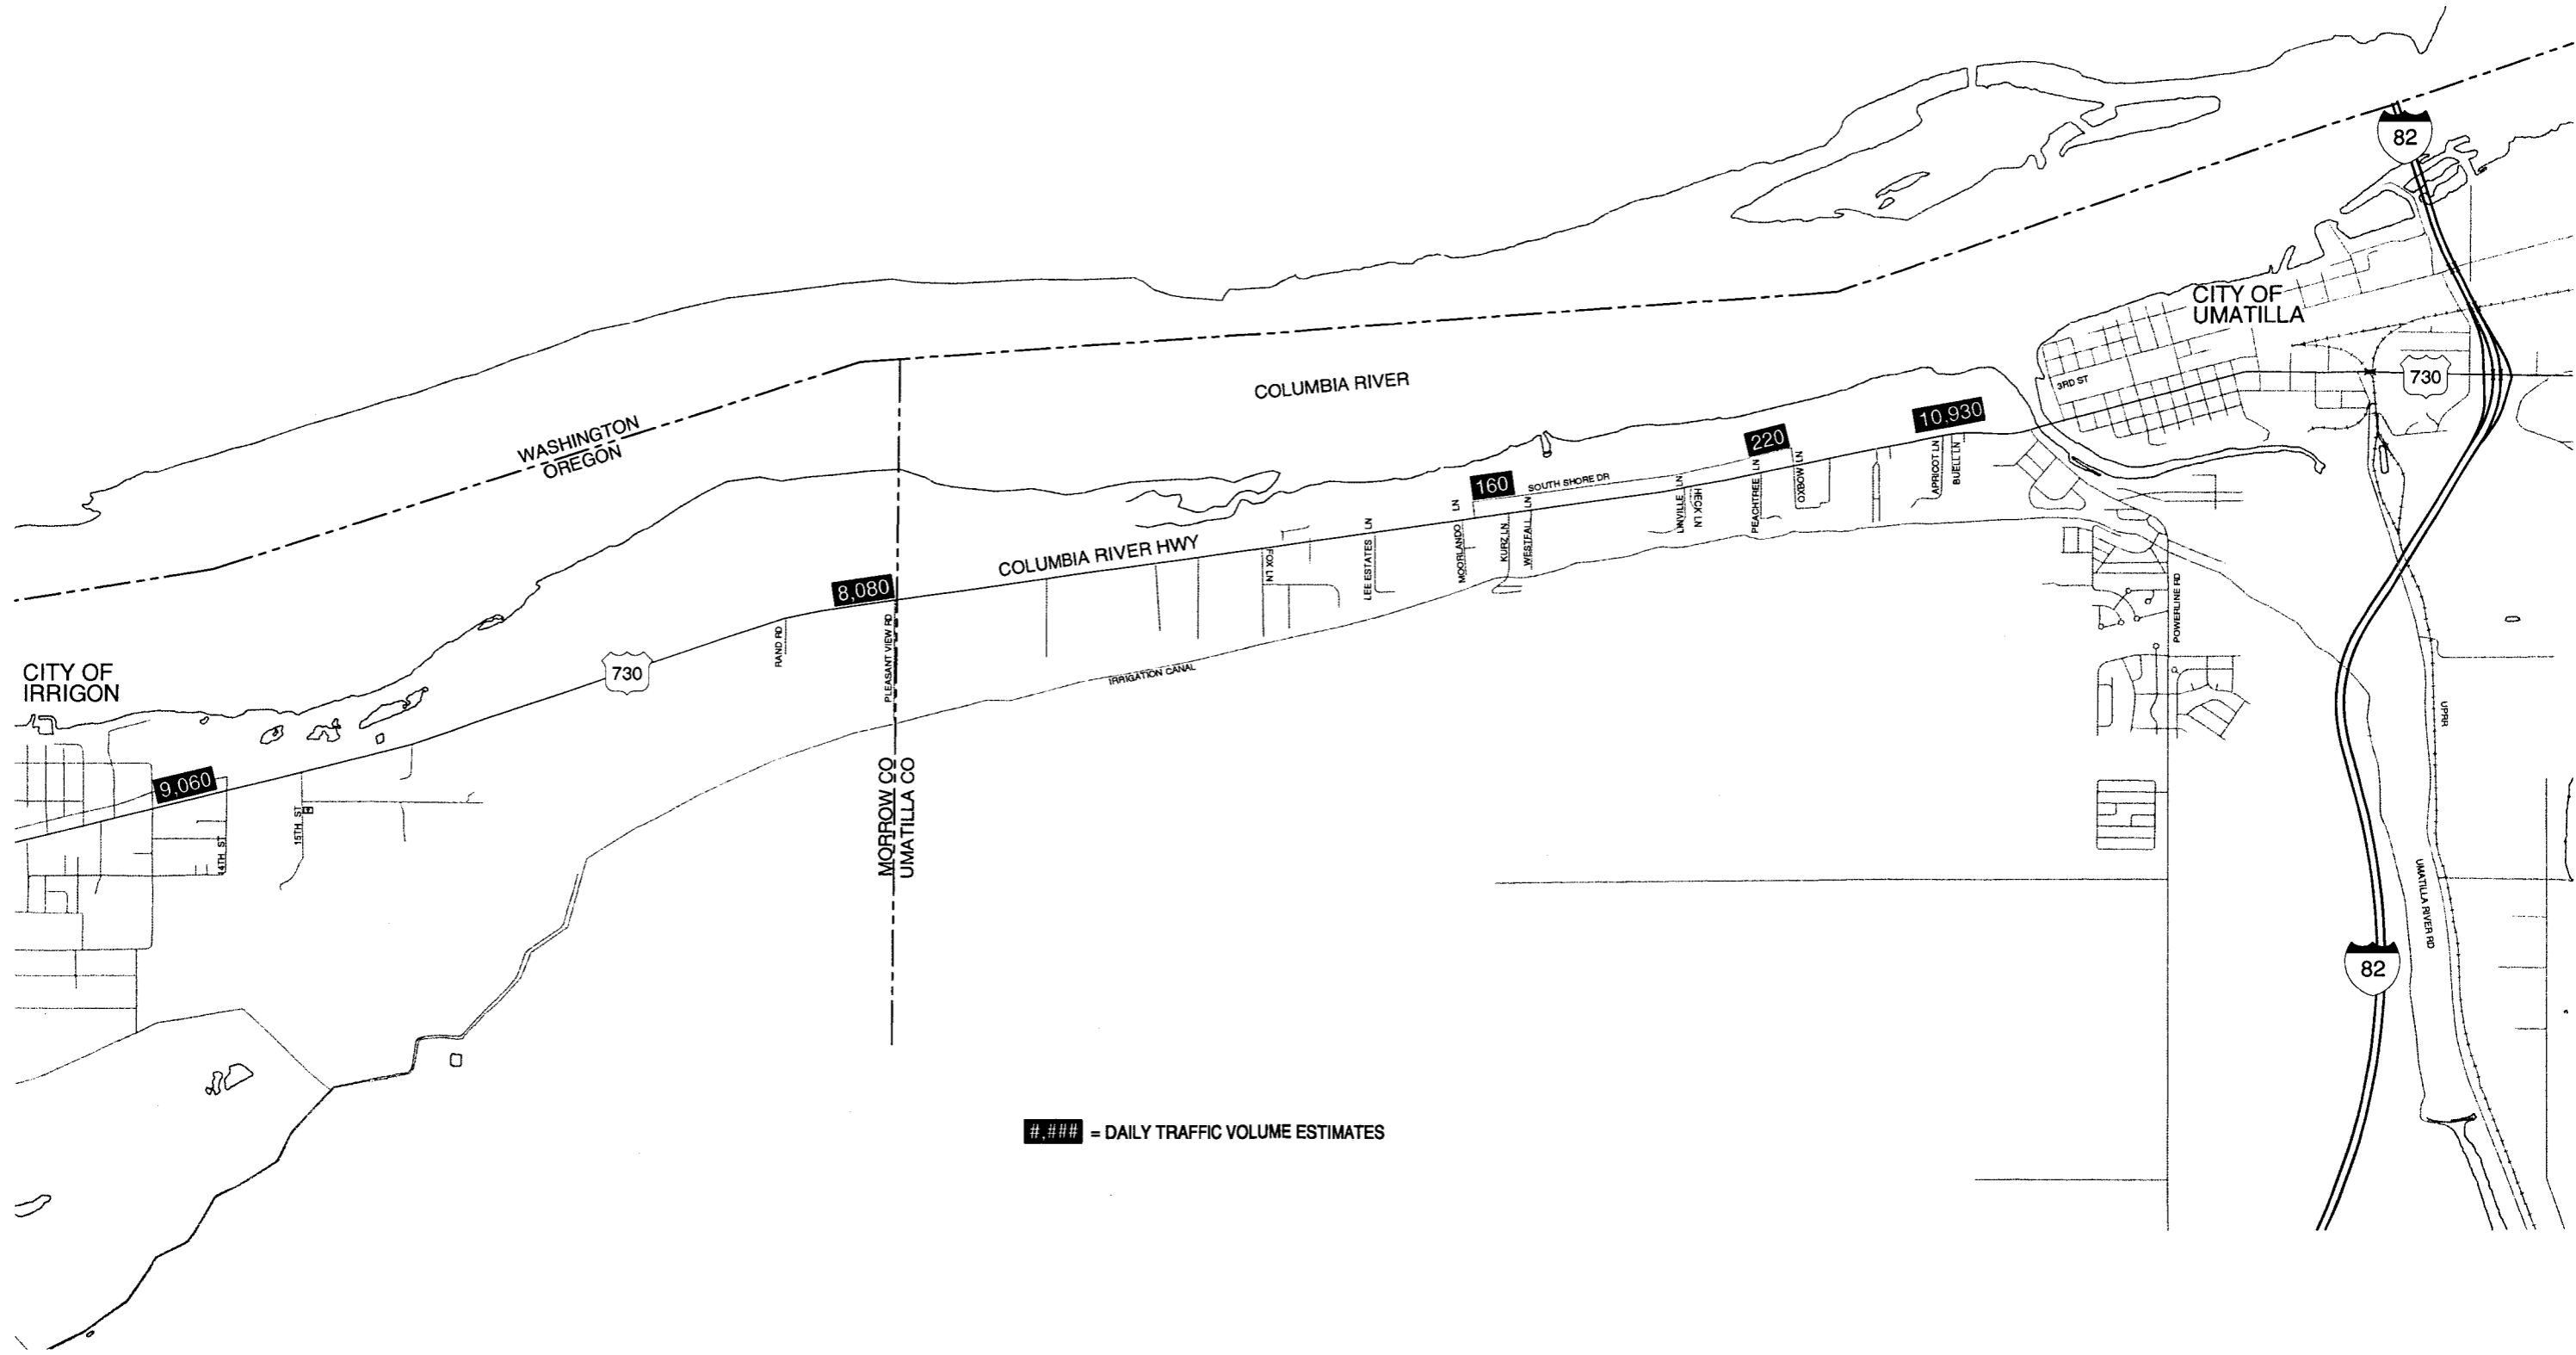 82
CITY OF
UMATILLA
3RD ST
730
COLUMBIA RIVER
WASHINGTON
OREGON
10,930
220
160
SOUTH SHORE DR
APRICOT LN
BUELL LN
OXBOW LN
PEACHTREE LN
LINVILLE LN
HECK LN
WESTFALL LN
KURZ LN
MOORLANDO LN
LEE ESTATES LN
FOX LN
COLUMBIA RIVER HWY
8,080
PLEASANT VIEW RD
RAND RD
POWERLINE RD
730
CITY OF
IRRIGON
IRRIGATION CANAL
UPRR
9,060
14TH ST
15TH ST
MORROW CO
UMATILLA CO
UMATILLA RIVER RD
82
#,### = DAILY TRAFFIC VOLUME ESTIMATES